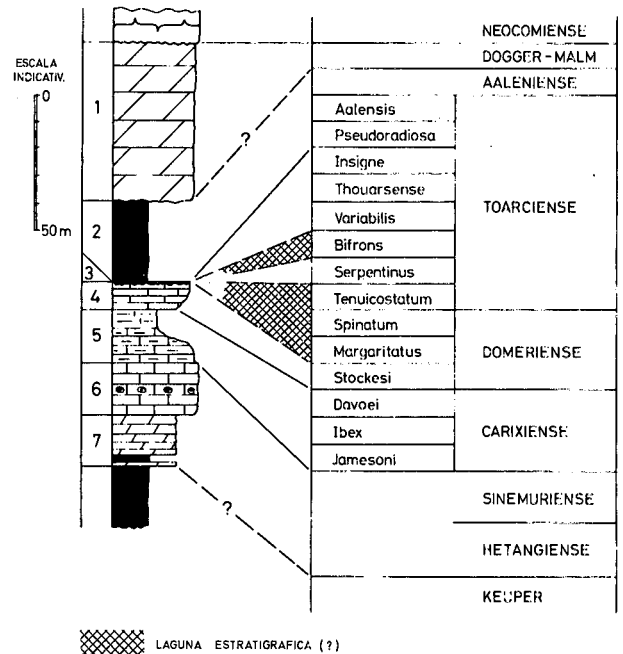 ESCALA
INDICATIV.
0
50 m
1
2
3
4
5
6
7
?
?
NEOCOMIENSE
DOGGER-MALM
AALENIENSE
Aalensis
Pseudoradiosa
Insigne
Thouarsense
Variabilis
Bifrons
Serpentinus
Tenuicostatum
TOARCIENSE
Spinatum
Margaritatus
Stockesi
DOMERIENSE
Davoei
Ibex
Jamesoni
CARIXIENSE
SINEMURIENSE
HETANGIENSE
KEUPER
LAGUNA ESTRATIGRAFICA (?)